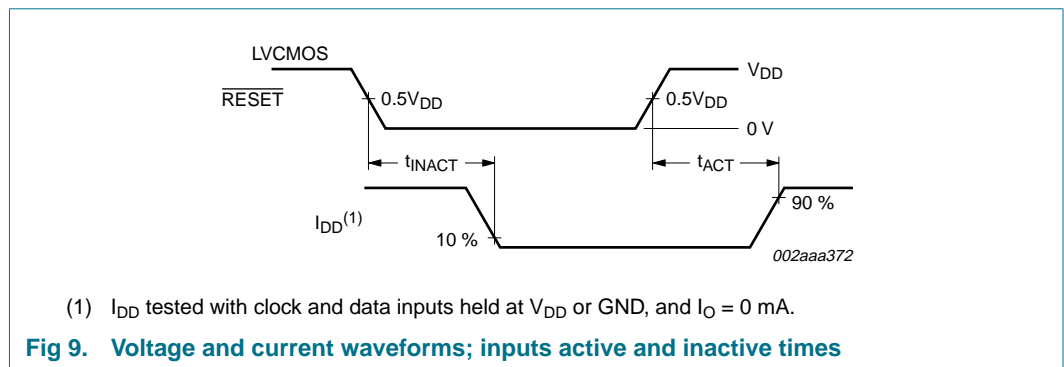 LVCMOS
VDD
RESET
0.5VDD
0.5VDD
0 V
tINACT
tACT
IDD(1)
10 %
90 %
002aaa372
(1) IDD tested with clock and data inputs held at VDD or GND, and IO = 0 mA.
Fig 9. Voltage and current waveforms; inputs active and inactive times